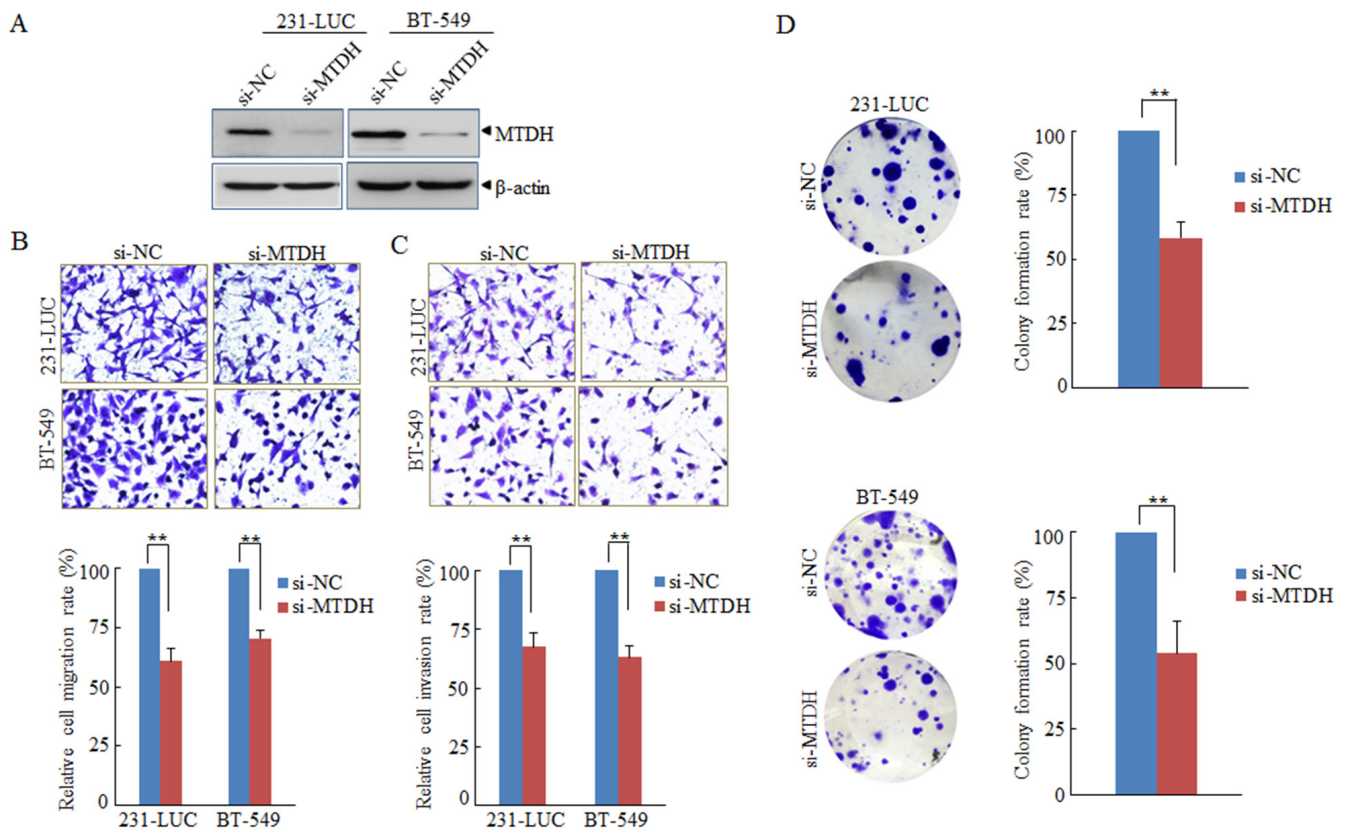 A
231-LUC
BT-549
si-NC
si-MTDH
si-NC
si-MTDH
MTDH
β-actin
B
si-NC
si-MTDH
231-LUC
BT-549
**
**
Relative cell migration rate (%)
100
75
50
25
0
231-LUC
BT-549
si-NC
si-MTDH
C
si-NC
si-MTDH
231-LUC
BT-549
**
**
Relative cell invasion rate (%)
100
75
50
25
0
231-LUC
BT-549
si-NC
si-MTDH
D
231-LUC
si-NC
si-MTDH
**
Colony formation rate (%)
100
75
50
25
0
si-NC
si-MTDH
BT-549
si-NC
si-MTDH
**
Colony formation rate (%)
100
75
50
25
0
si-NC
si-MTDH